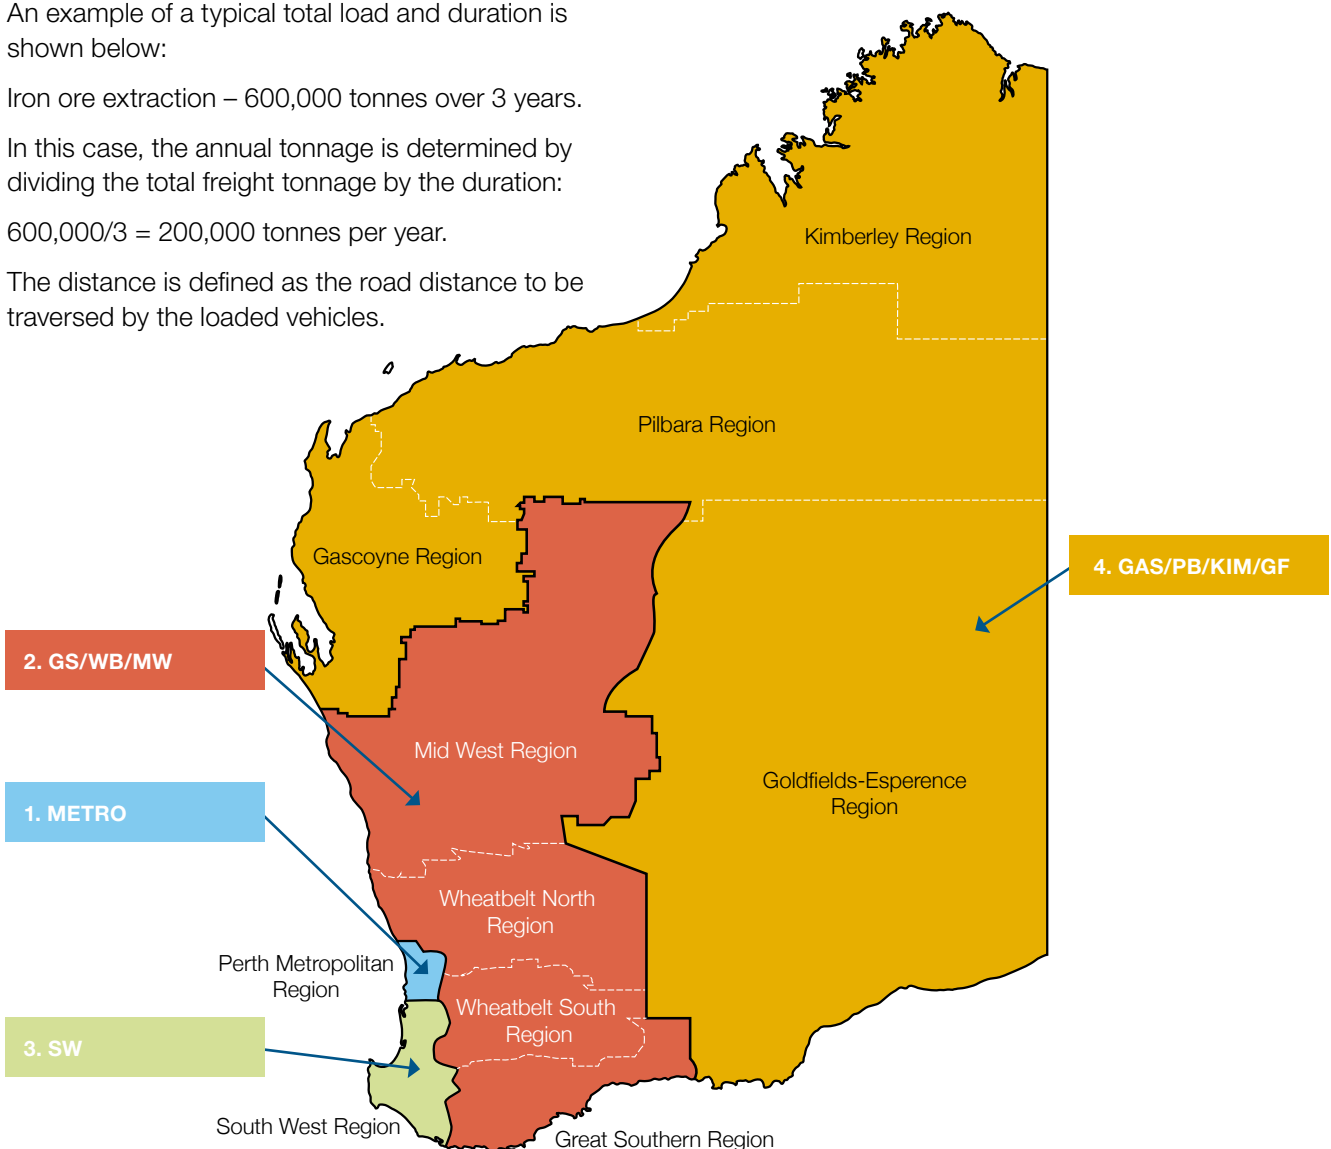 An example of a typical total load and duration is
shown below:
Iron ore extraction – 600,000 tonnes over 3 years.
In this case, the annual tonnage is determined by
dividing the total freight tonnage by the duration:
600,000/3 = 200,000 tonnes per year.
The distance is defined as the road distance to be
traversed by the loaded vehicles.
Kimberley Region
Pilbara Region
Gascoyne Region
4. GAS/PB/KIM/GF
2. GS/WB/MW
Mid West Region
Goldfields-Esperence
Region
1. METRO
Wheatbelt North
Region
Perth Metropolitan
Region
Wheatbelt South
Region
3. SW
South West Region
Great Southern Region